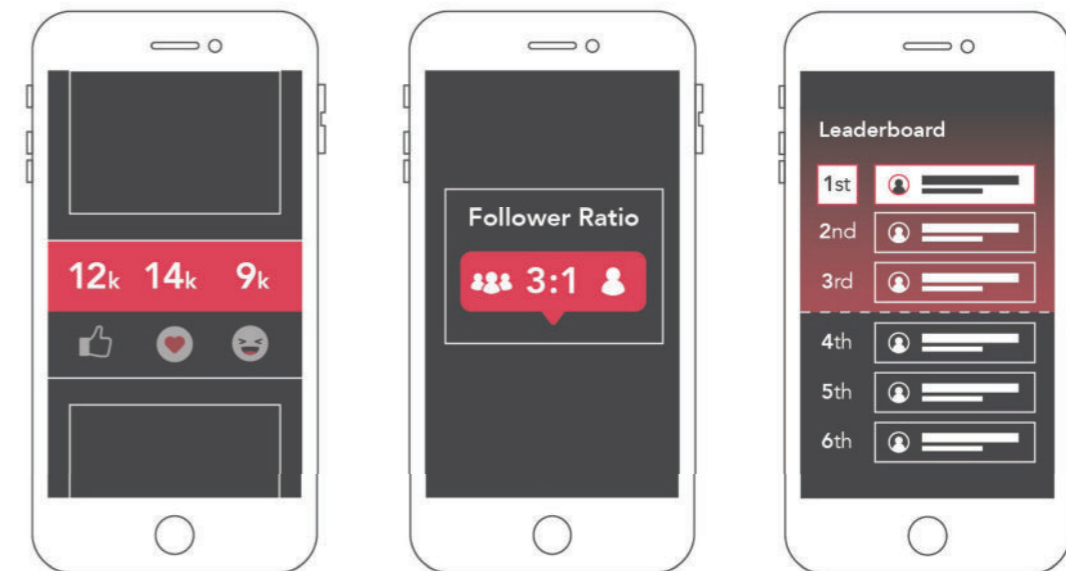 12k 14k 9k
Follower Ratio
3:1
Leaderboard
1st
2nd
3rd
4th
5th
6th